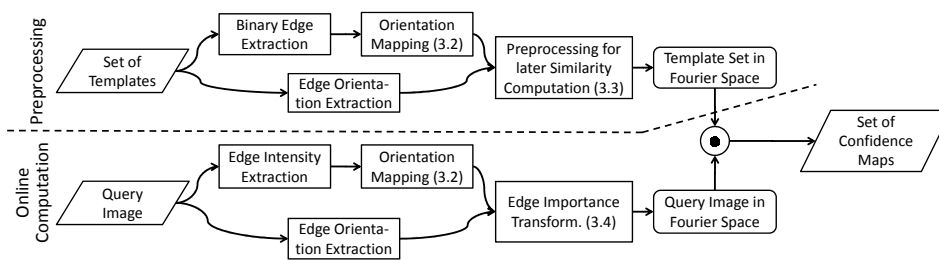 Preprocessing
Set of
Templates
Binary Edge
Extraction
Orientation
Mapping (3.2)
Edge Orienta-
tion Extraction
Preprocessing for
later Similarity
Computation (3.3)
Template Set in
Fourier Space
Set of
Confidence
Maps
Online
Computation
Query
Image
Edge Intensity
Extraction
Orientation
Mapping (3.2)
Edge Orienta-
tion Extraction
Edge Importance
Transform. (3.4)
Query Image in
Fourier Space